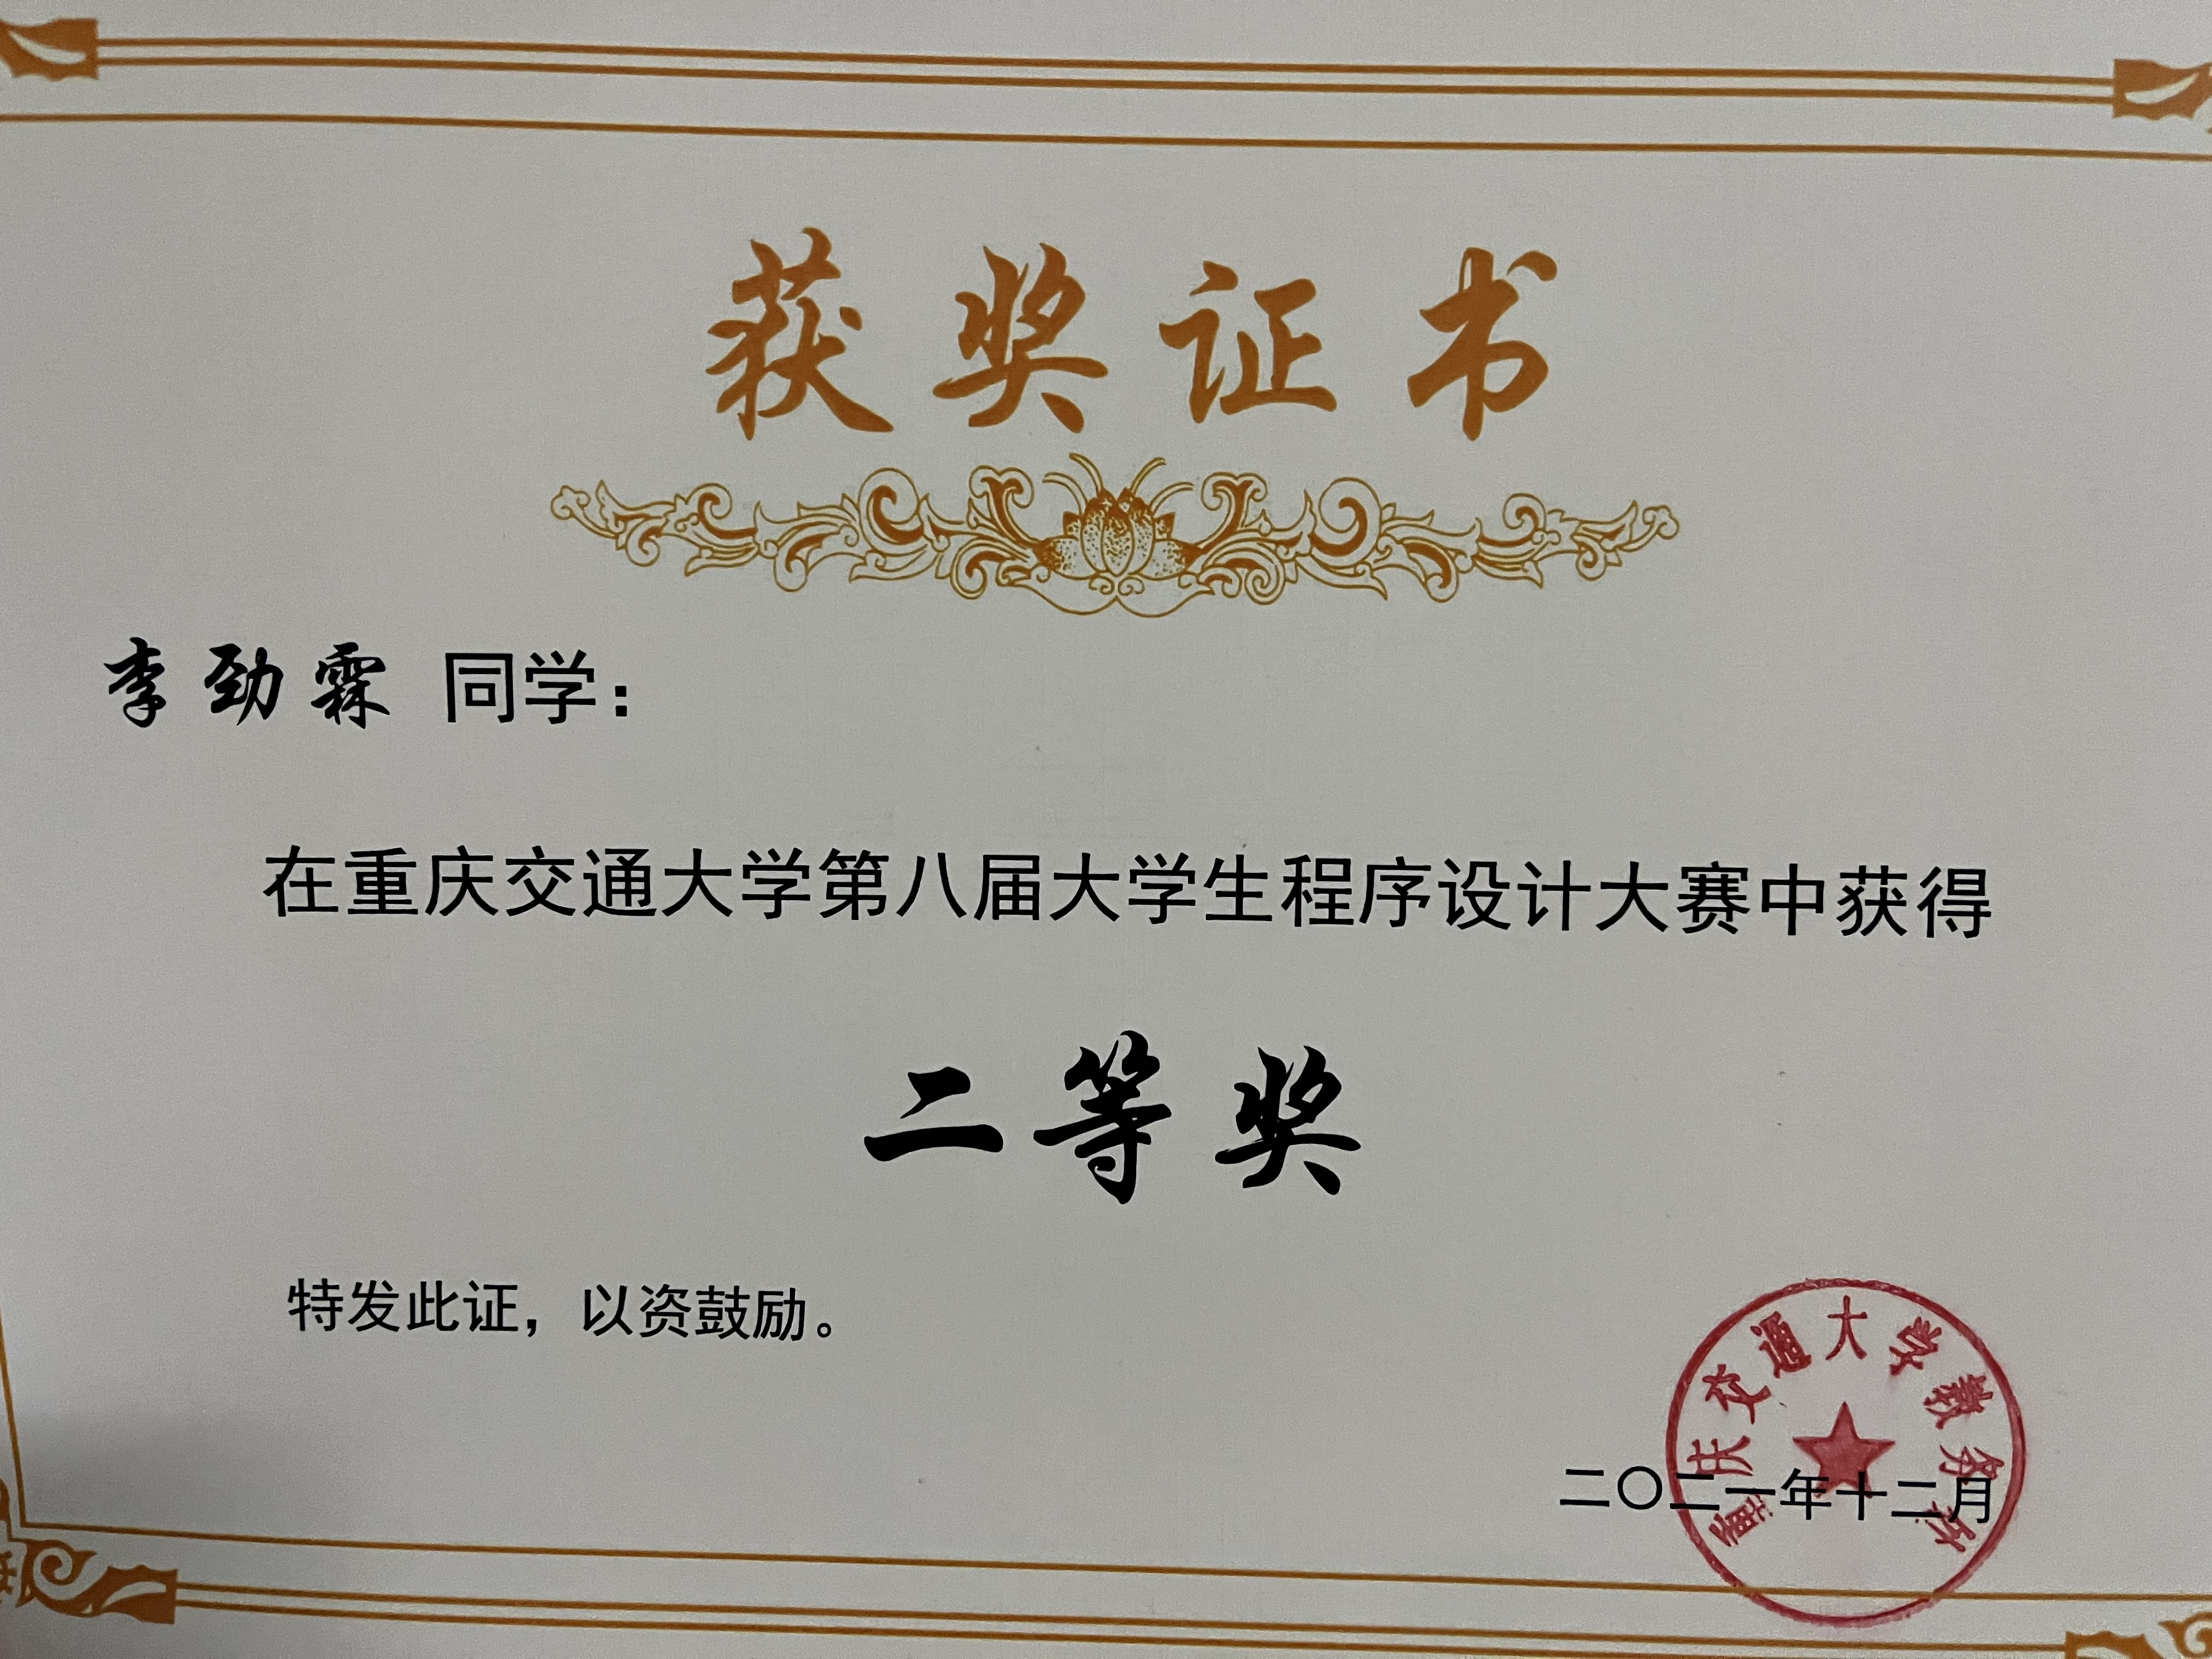 获奖证书
李劲霖 同学：
在重庆交通大学第八届大学生程序设计大赛中获得
二等奖
特发此证，以资鼓励。
重庆交通大学教务处
二〇二一年十二月